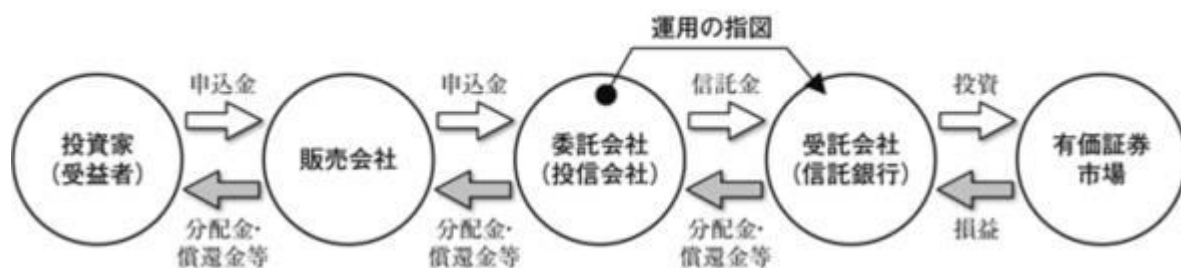 運用の指図
申込金
申込金
信託金
投資
投資家
（受益者）
販売会社
委託会社
（投信会社）
受託会社
（信託銀行）
有価証券
市場
分配金・
償還金等
分配金・
償還金等
分配金・
償還金等
損益